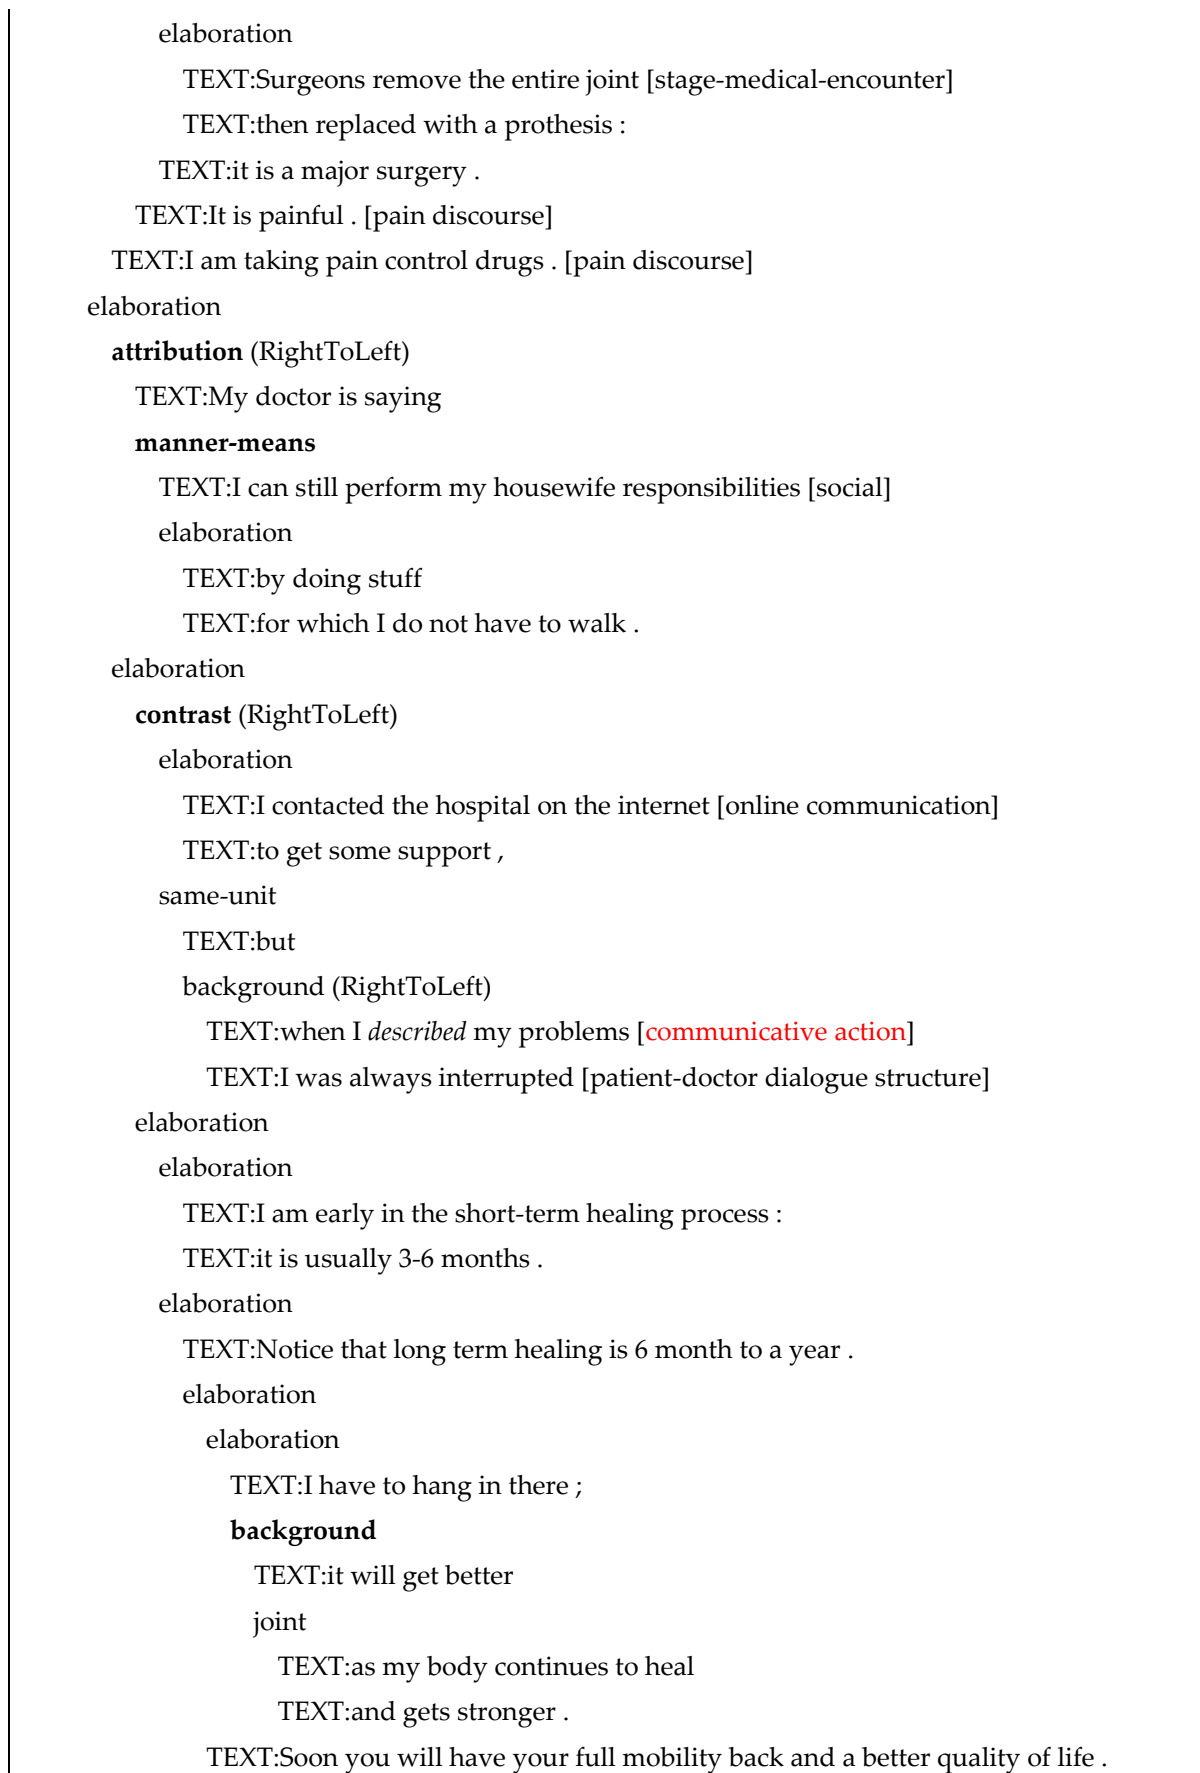 elaboration
TEXT:Surgeons remove the entire joint [stage-medical-encounter]
TEXT:then replaced with a prothesis :
TEXT:it is a major surgery .
TEXT:It is painful . [pain discourse]
TEXT:I am taking pain control drugs . [pain discourse]
elaboration
attribution (RightToLeft)
TEXT:My doctor is saying
manner-means
TEXT:I can still perform my housewife responsibilities [social]
elaboration
TEXT:by doing stuff
TEXT:for which I do not have to walk .
elaboration
contrast (RightToLeft)
elaboration
TEXT:I contacted the hospital on the internet [online communication]
TEXT:to get some support ,
same-unit
TEXT:but
background (RightToLeft)
TEXT:when I described my problems [communicative action]
TEXT:I was always interrupted [patient-doctor dialogue structure]
elaboration
elaboration
TEXT:I am early in the short-term healing process :
TEXT:it is usually 3-6 months .
elaboration
TEXT:Notice that long term healing is 6 month to a year .
elaboration
elaboration
TEXT:I have to hang in there ;
background
TEXT:it will get better
joint
TEXT:as my body continues to heal
TEXT:and gets stronger .
TEXT:Soon you will have your full mobility back and a better quality of life .